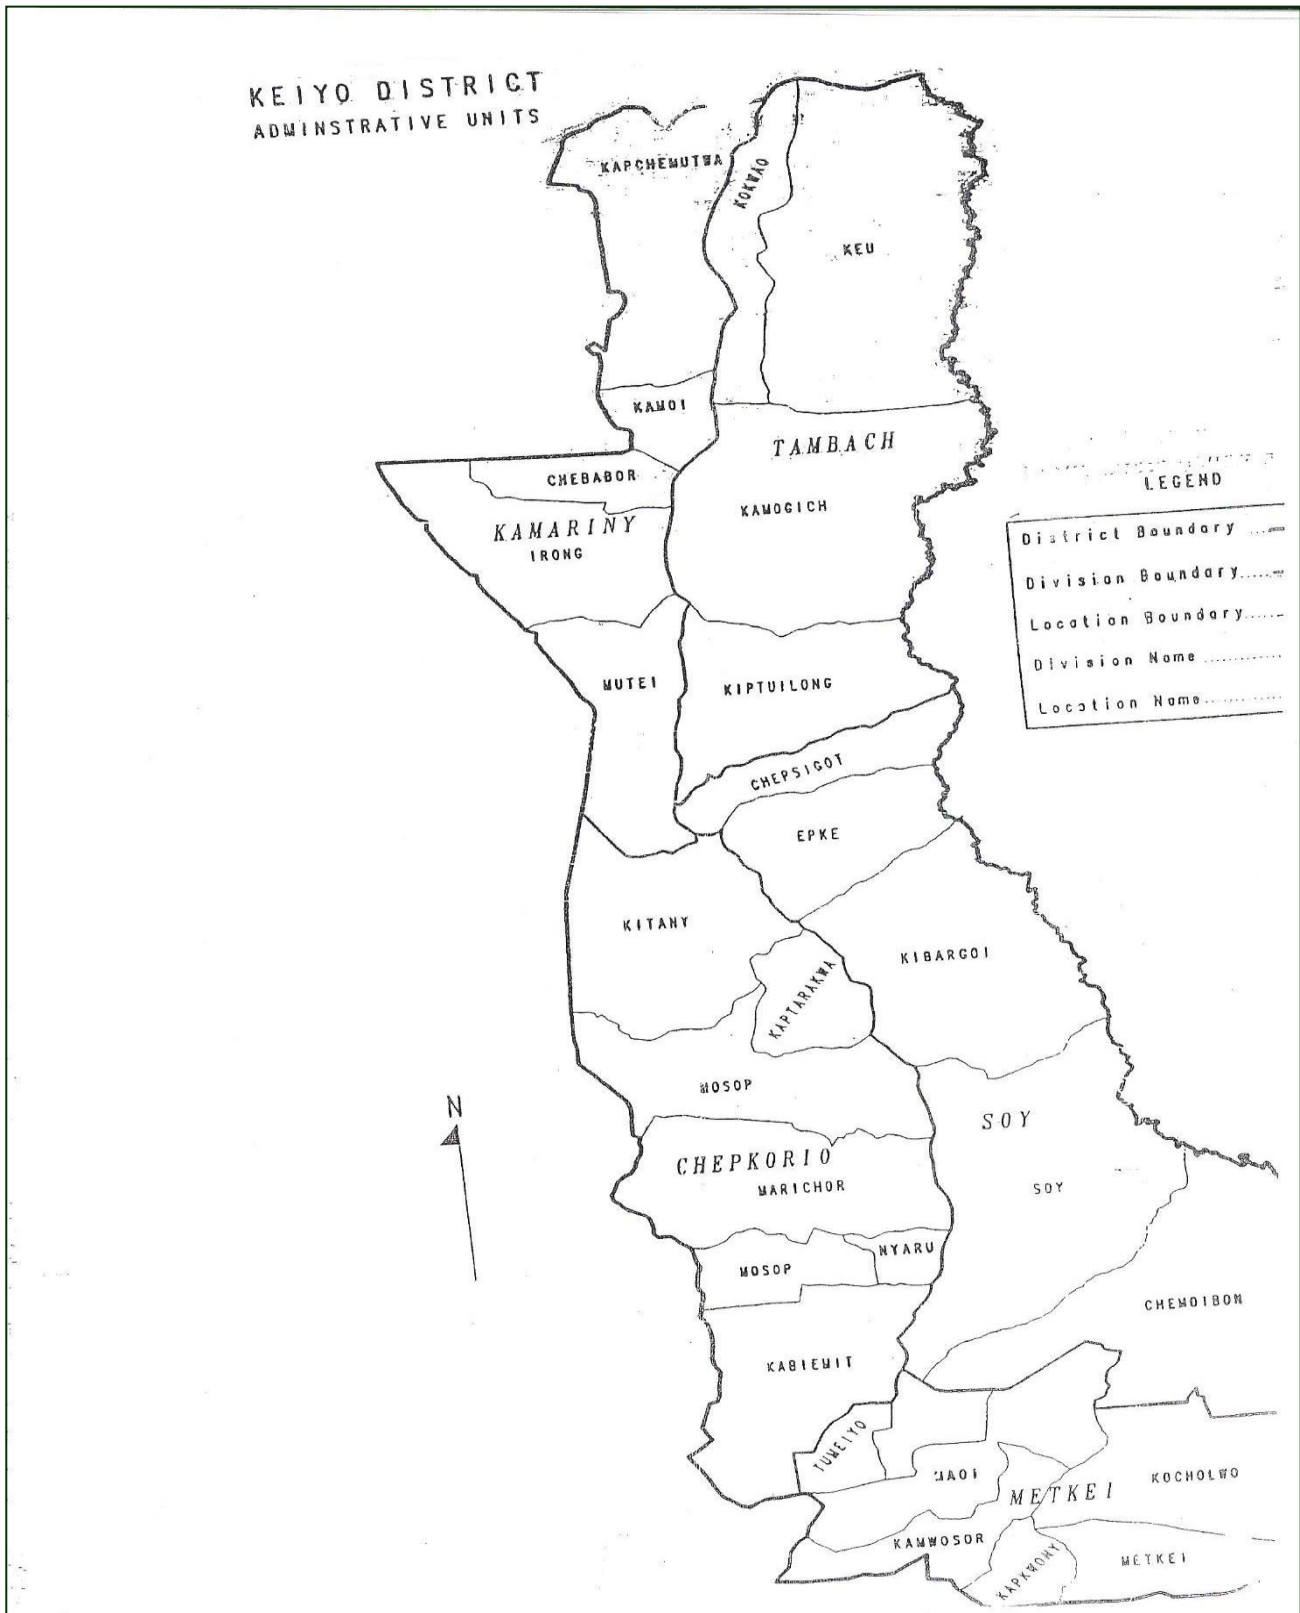 KEIYO DISTRICT
ADMINSTRATIVE UNITS
KAPCHEMUTWA
KOKWAO
KEU
KAMOI
TAMBACH
CHEBABOR
KAMOGICH
KAMARINY
IRONG
LEGEND
District Boundary ....
Division Boundary......
Location Boundary......
Division Name ............
Location Name............
MUTEI
KIPTUILONG
CHEPSIGOT
EPKE
KITANY
KIBARGOI
KAPTARAKWA
MOSOP
N
SOY
CHEPKORIO
MARICHOR
SOY
NYARU
MOSOP
CHEMOIBON
KABIEMIT
TUMEIYO
MAOI
KOCHOLWO
METKEI
KAMWOSOR
KAPKWONY
METKEI